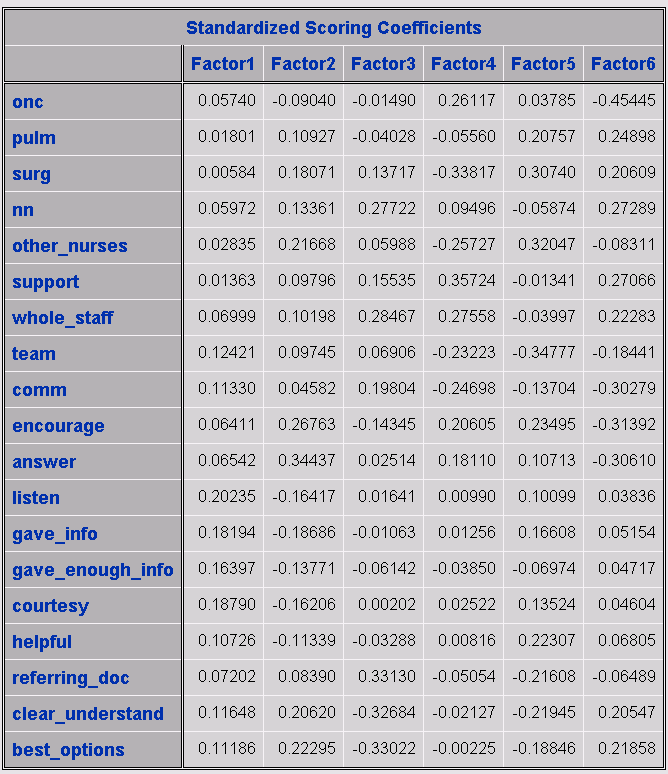 Standardized Scoring Coefficients
Factor1 Factor2 Factor3 Factor4 Factor5 Factor6
onc 0.05740 -0.09040 -0.01490 0.26117 0.03785 -0.45445
pulm 0.01801 0.10927 -0.04028 -0.05560 0.20757 0.24898
surg 0.00584 0.18071 0.13717 -0.33817 0.30740 0.20609
nn 0.05972 0.13361 0.27722 0.09496 -0.05874 0.27289
other_nurses 0.02835 0.21668 0.05988 -0.25727 0.32047 -0.08311
support 0.01363 0.09796 0.15535 0.35724 -0.01341 0.27066
whole_staff 0.06999 0.10198 0.28467 0.27558 -0.03997 0.22283
team 0.12421 0.09745 0.06906 -0.23223 -0.34777 -0.18441
comm 0.11330 0.04582 0.19804 -0.24698 -0.13704 -0.30279
encourage 0.06411 0.26763 -0.14345 0.20605 0.23495 -0.31392
answer 0.06542 0.34437 0.02514 0.18110 0.10713 -0.30610
listen 0.20235 -0.16417 0.01641 0.00990 0.10099 0.03836
gave_info 0.18194 -0.18686 -0.01063 0.01256 0.16608 0.05154
gave_enough_info 0.16397 -0.13771 -0.06142 -0.03850 -0.06974 0.04717
courtesy 0.18790 -0.16206 0.00202 0.02522 0.13524 0.04604
helpful 0.10726 -0.11339 -0.03288 0.00816 0.22307 0.06805
referring_doc 0.07202 0.08390 0.33130 -0.05054 -0.21608 -0.06489
clear_understand 0.11648 0.20620 -0.32684 -0.02127 -0.21945 0.20547
best_options 0.11186 0.22295 -0.33022 -0.00225 -0.18846 0.21858